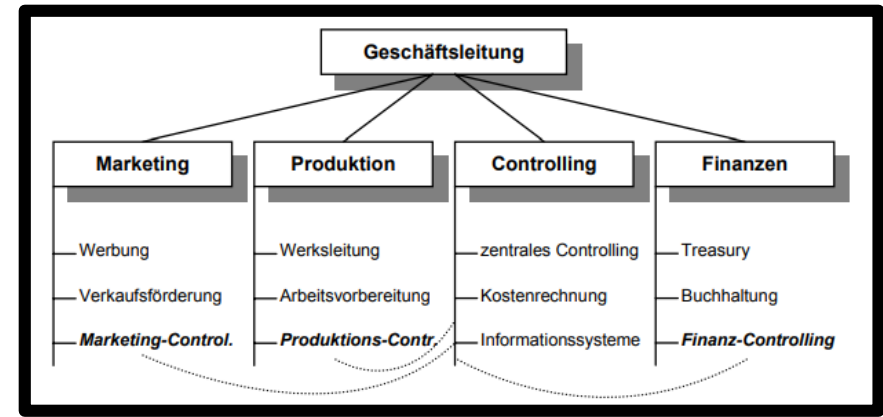 Geschäftsleitung
Marketing
Produktion
Controlling
Finanzen
Werbung
Werksleitung
zentrales Controlling
Treasury
Verkaufsförderung
Arbeitsvorbereitung
Kostenrechnung
Buchhaltung
Marketing-Control.
Produktions-Contr.
Informationssysteme
Finanz-Controlling